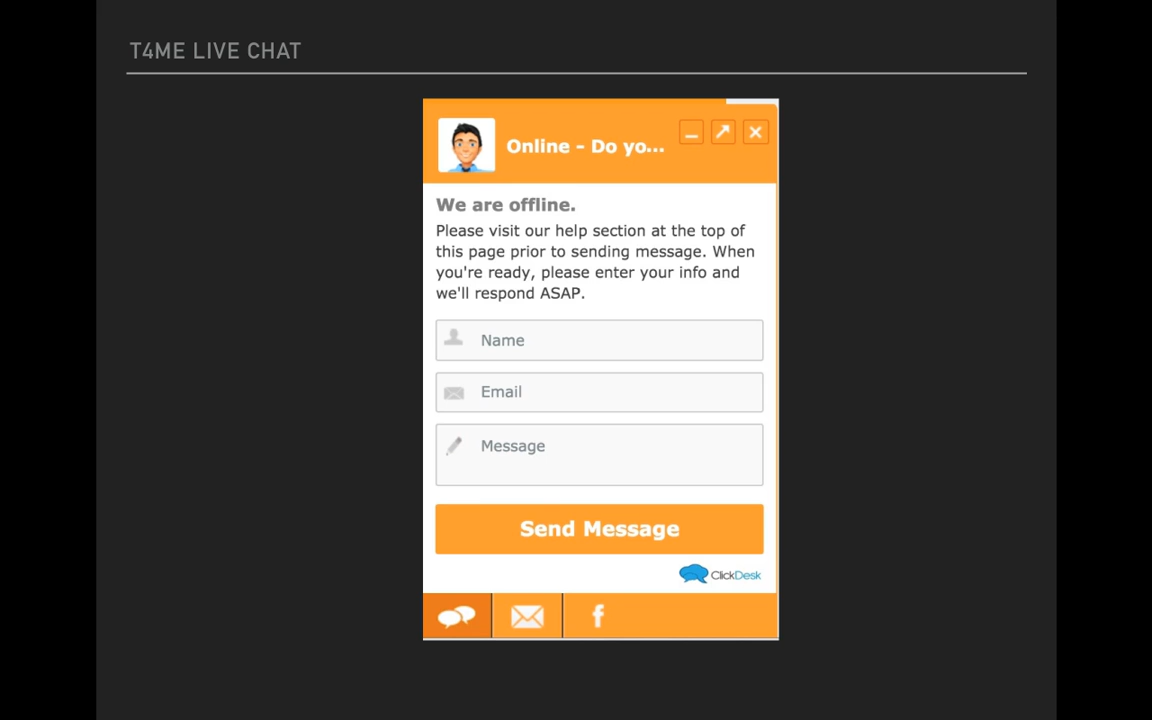 T4ME LIVE CHAT
Online - Do yo...
We are offline.
Please visit our help section at the top of
this page prior to sending message. When
you're ready, please enter your info and
we'll respond ASAP.
Name
Email
Message
Send Message
ClickDesk